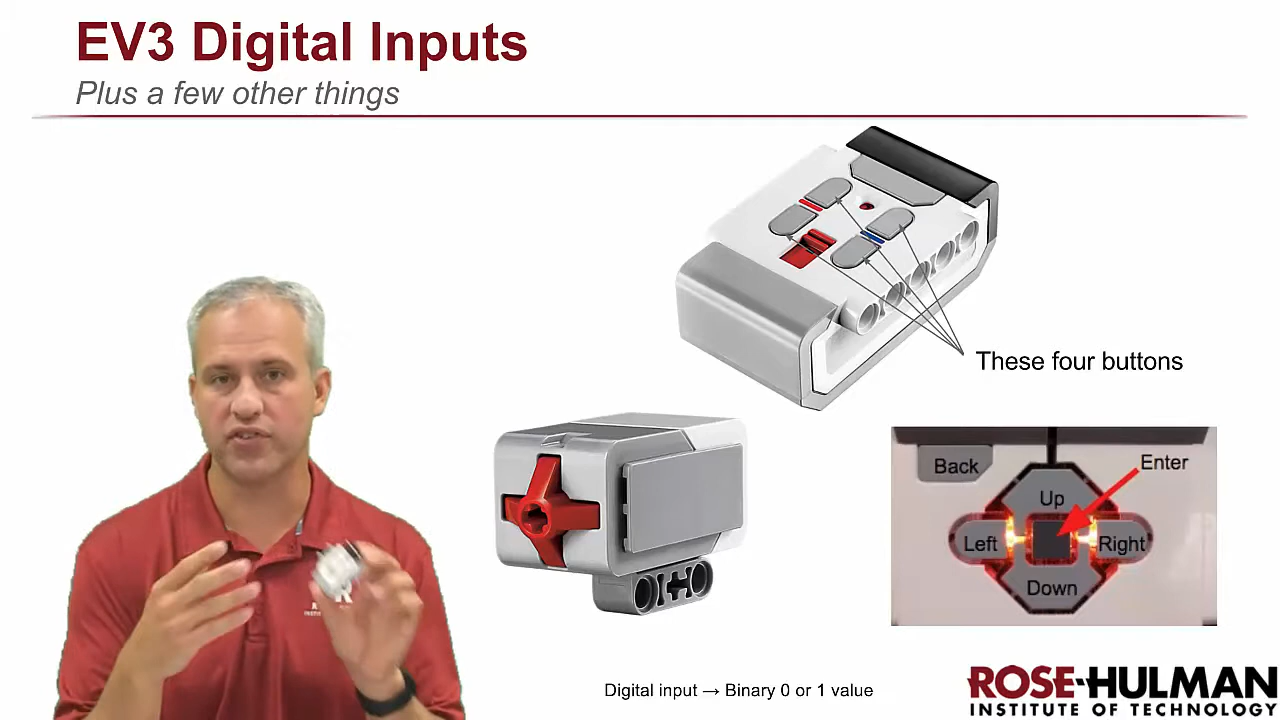 EV3 Digital Inputs
Plus a few other things
These four buttons
Back
Enter
Up
Left
Right
Down
Digital input → Binary 0 or 1 value
ROSE-HULMAN
INSTITUTE OF TECHNOLOGY